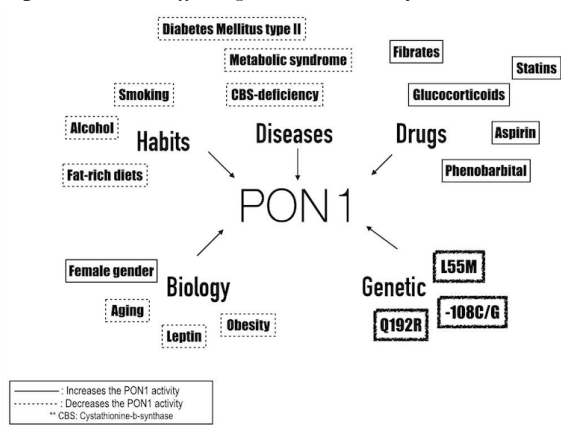 Diabetes Mellitus type II
Metabolic syndrome
CBS-deficiency
Diseases
Smoking
Alcohol
Fat-rich diets
Habits
Fibrates
Statins
Glucocorticoids
Aspirin
Phenobarbital
Drugs
PON1
Female gender
Aging
Leptin
Obesity
Biology
Genetic
L55M
-108C/G
Q192R
: Increases the PON1 activity
: Decreases the PON1 activity
** CBS: Cystathionine-b-synthase